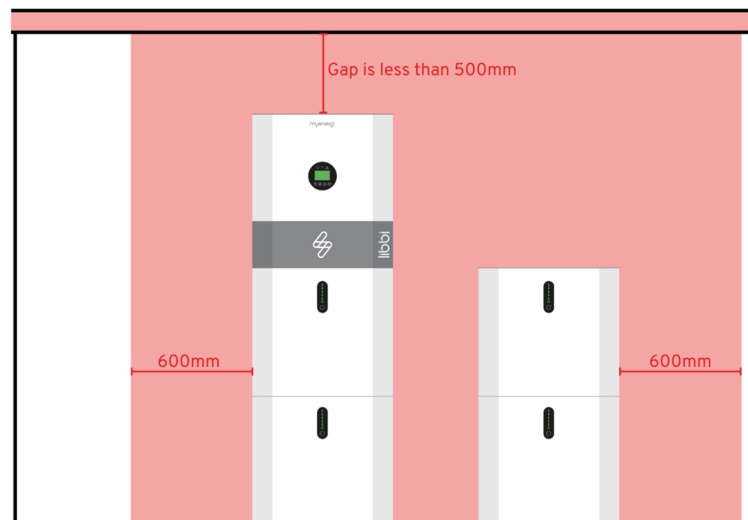 Gap is less than 500mm
myenergi
libbi
600mm
600mm